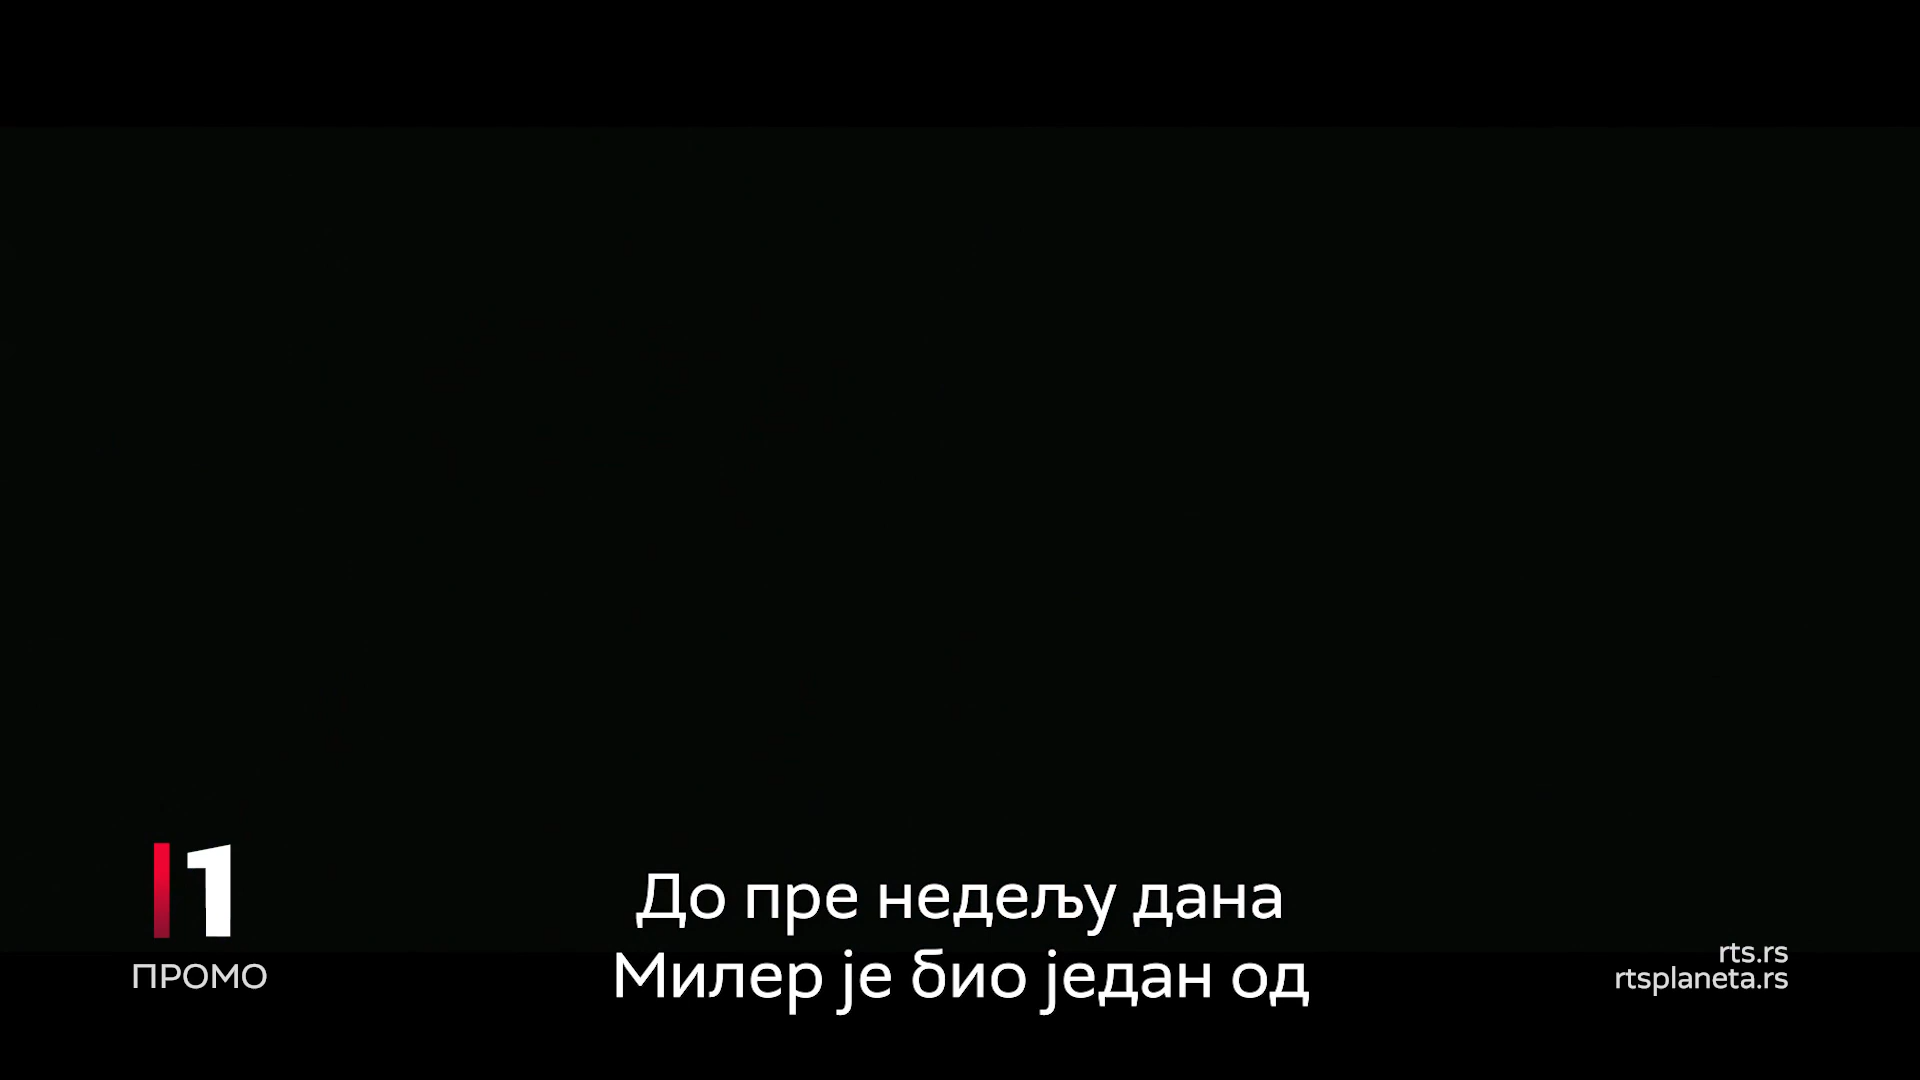 1
ПРОМО
До пре недељу дана
Милер је био један од
rts.rs
rtsplaneta.rs